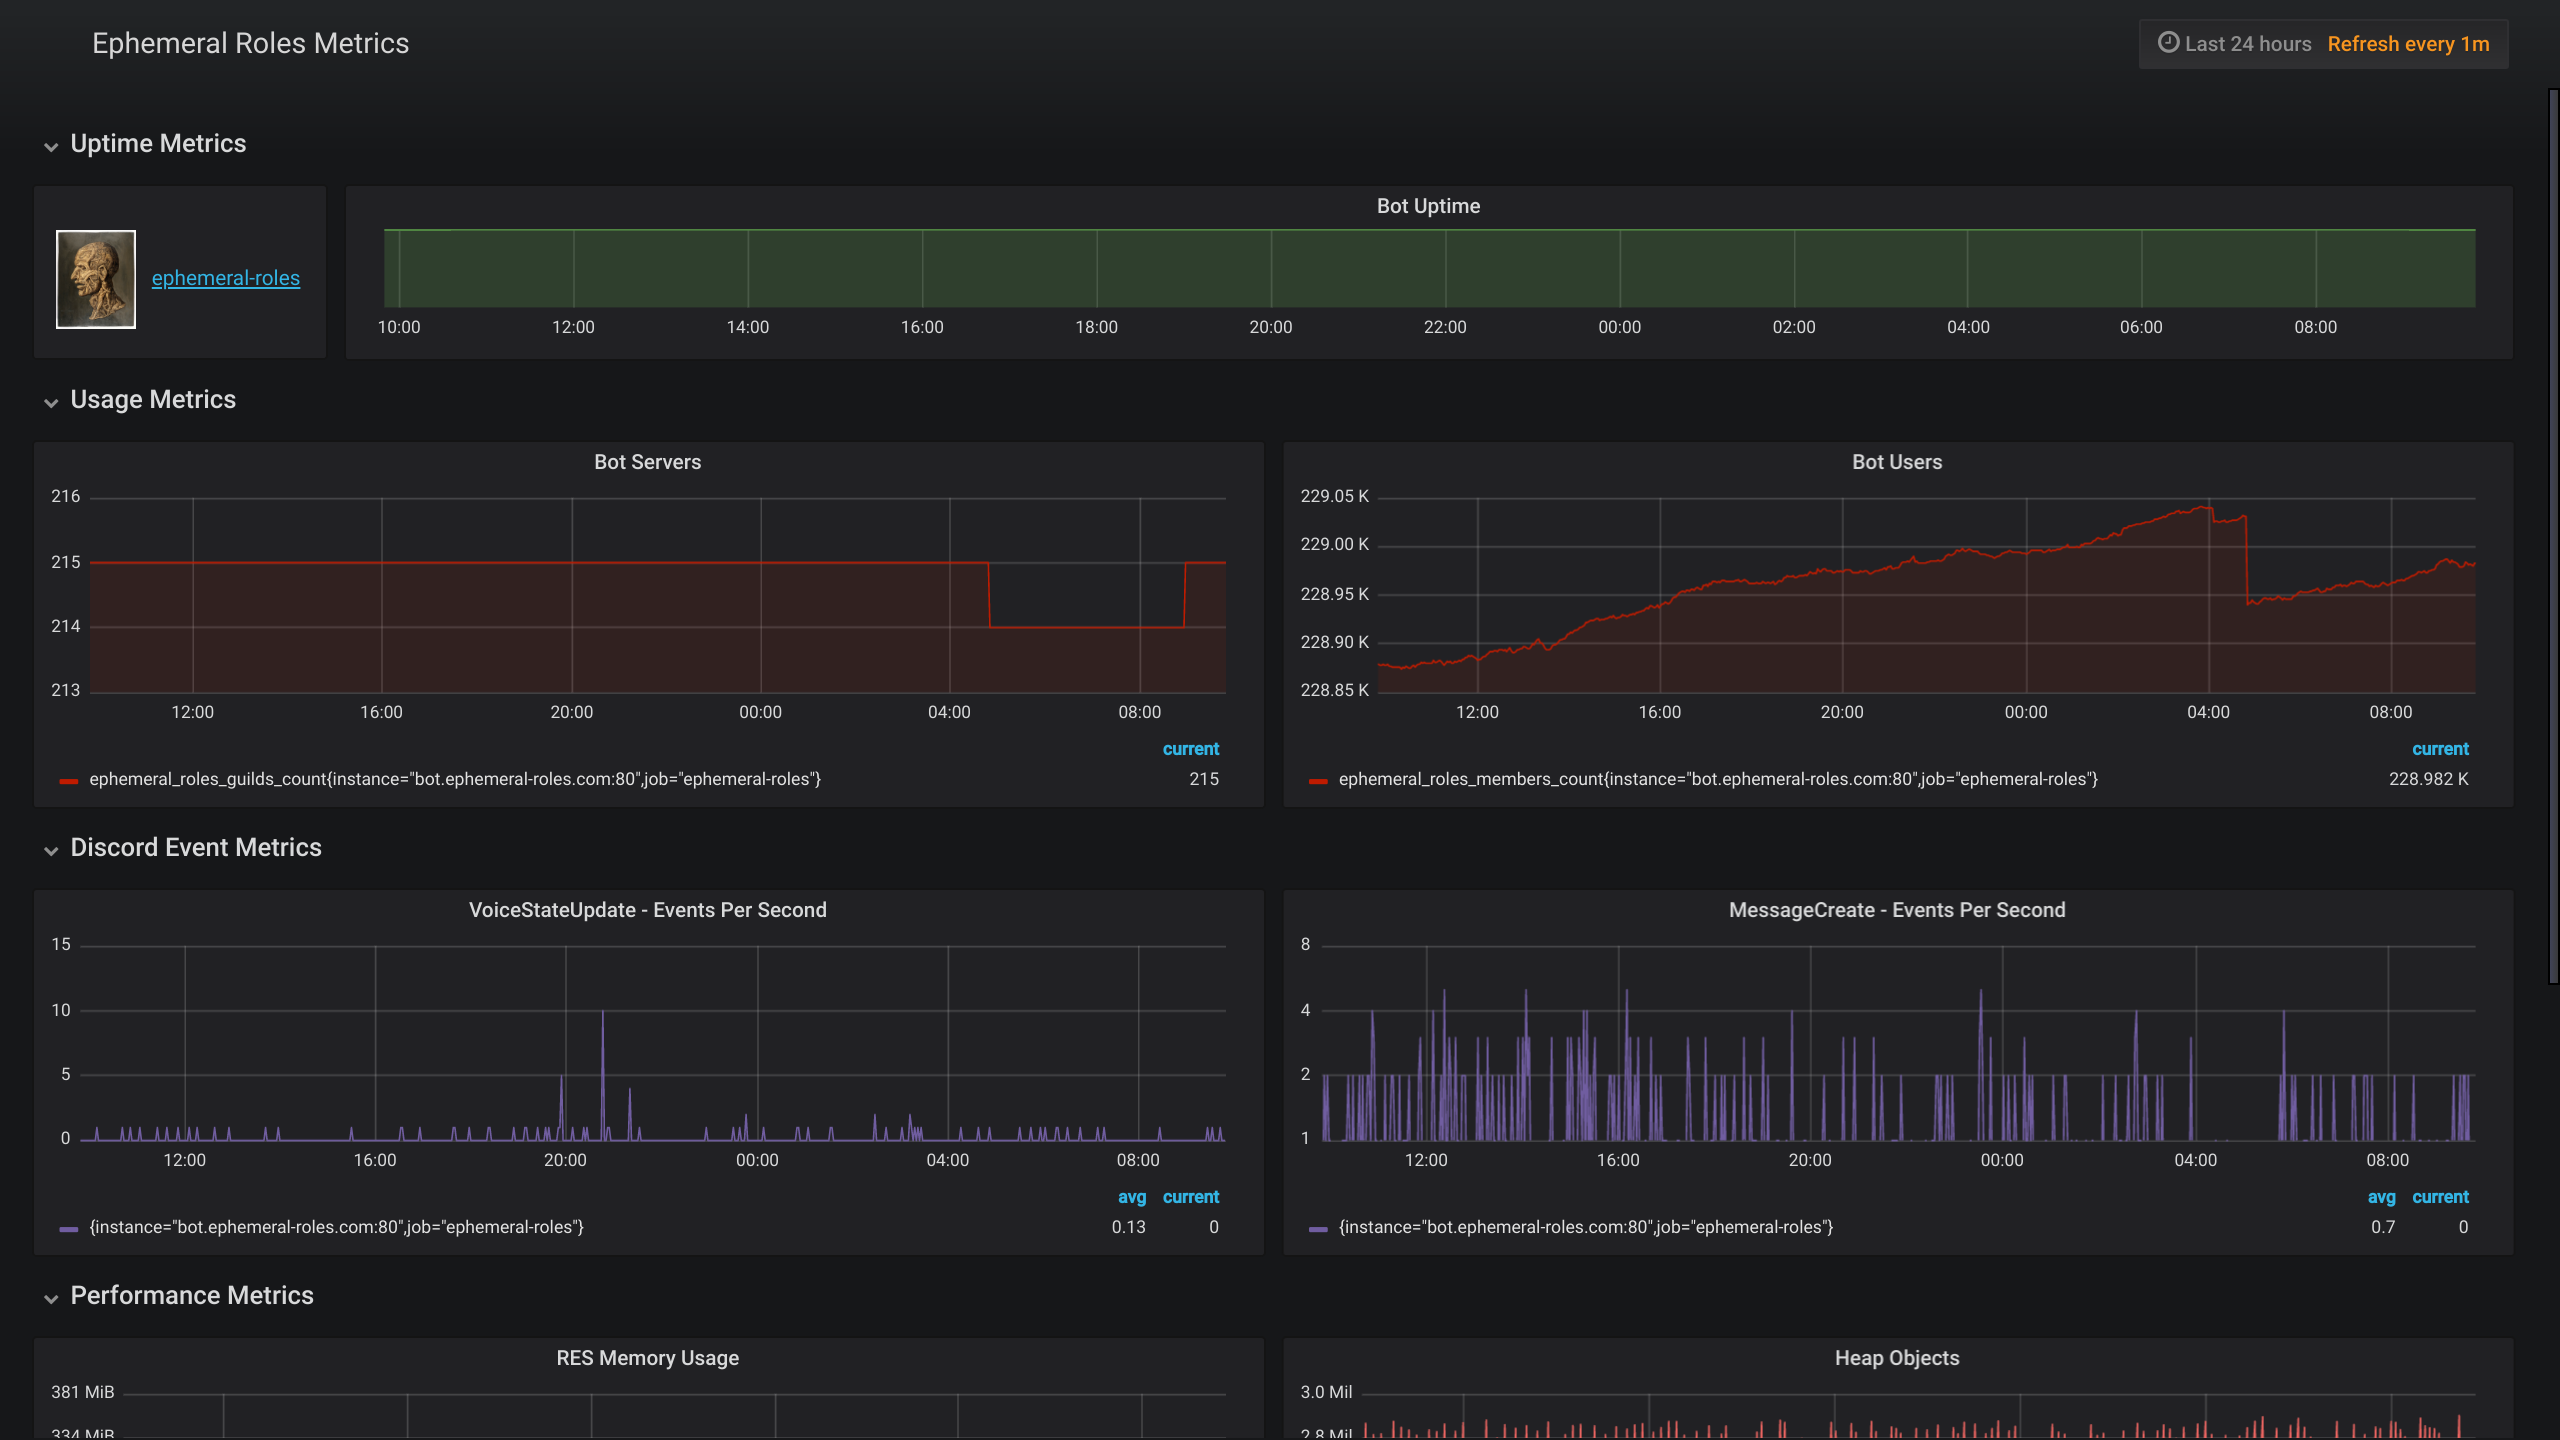 Ephemeral Roles Metrics
Last 24 hours Refresh every 1m
Uptime Metrics
ephemeral-roles
Bot Uptime
10:00 12:00 14:00 16:00 18:00 20:00 22:00 00:00 02:00 04:00 06:00 08:00
Usage Metrics
Bot Servers
216
215
214
213
12:00 16:00 20:00 00:00 04:00 08:00
current
ephemeral_roles_guilds_count{instance="bot.ephemeral-roles.com:80",job="ephemeral-roles"} 215
Bot Users
229.05 K
229.00 K
228.95 K
228.90 K
228.85 K
12:00 16:00 20:00 00:00 04:00 08:00
current
ephemeral_roles_members_count{instance="bot.ephemeral-roles.com:80",job="ephemeral-roles"} 228.982 K
Discord Event Metrics
VoiceStateUpdate - Events Per Second
15
10
5
0
12:00 16:00 20:00 00:00 04:00 08:00
avg current
{instance="bot.ephemeral-roles.com:80",job="ephemeral-roles"} 0.13 0
MessageCreate - Events Per Second
8
4
2
1
12:00 16:00 20:00 00:00 04:00 08:00
avg current
{instance="bot.ephemeral-roles.com:80",job="ephemeral-roles"} 0.7 0
Performance Metrics
RES Memory Usage
381 MiB
334 MiB
Heap Objects
3.0 Mil
2.8 Mil